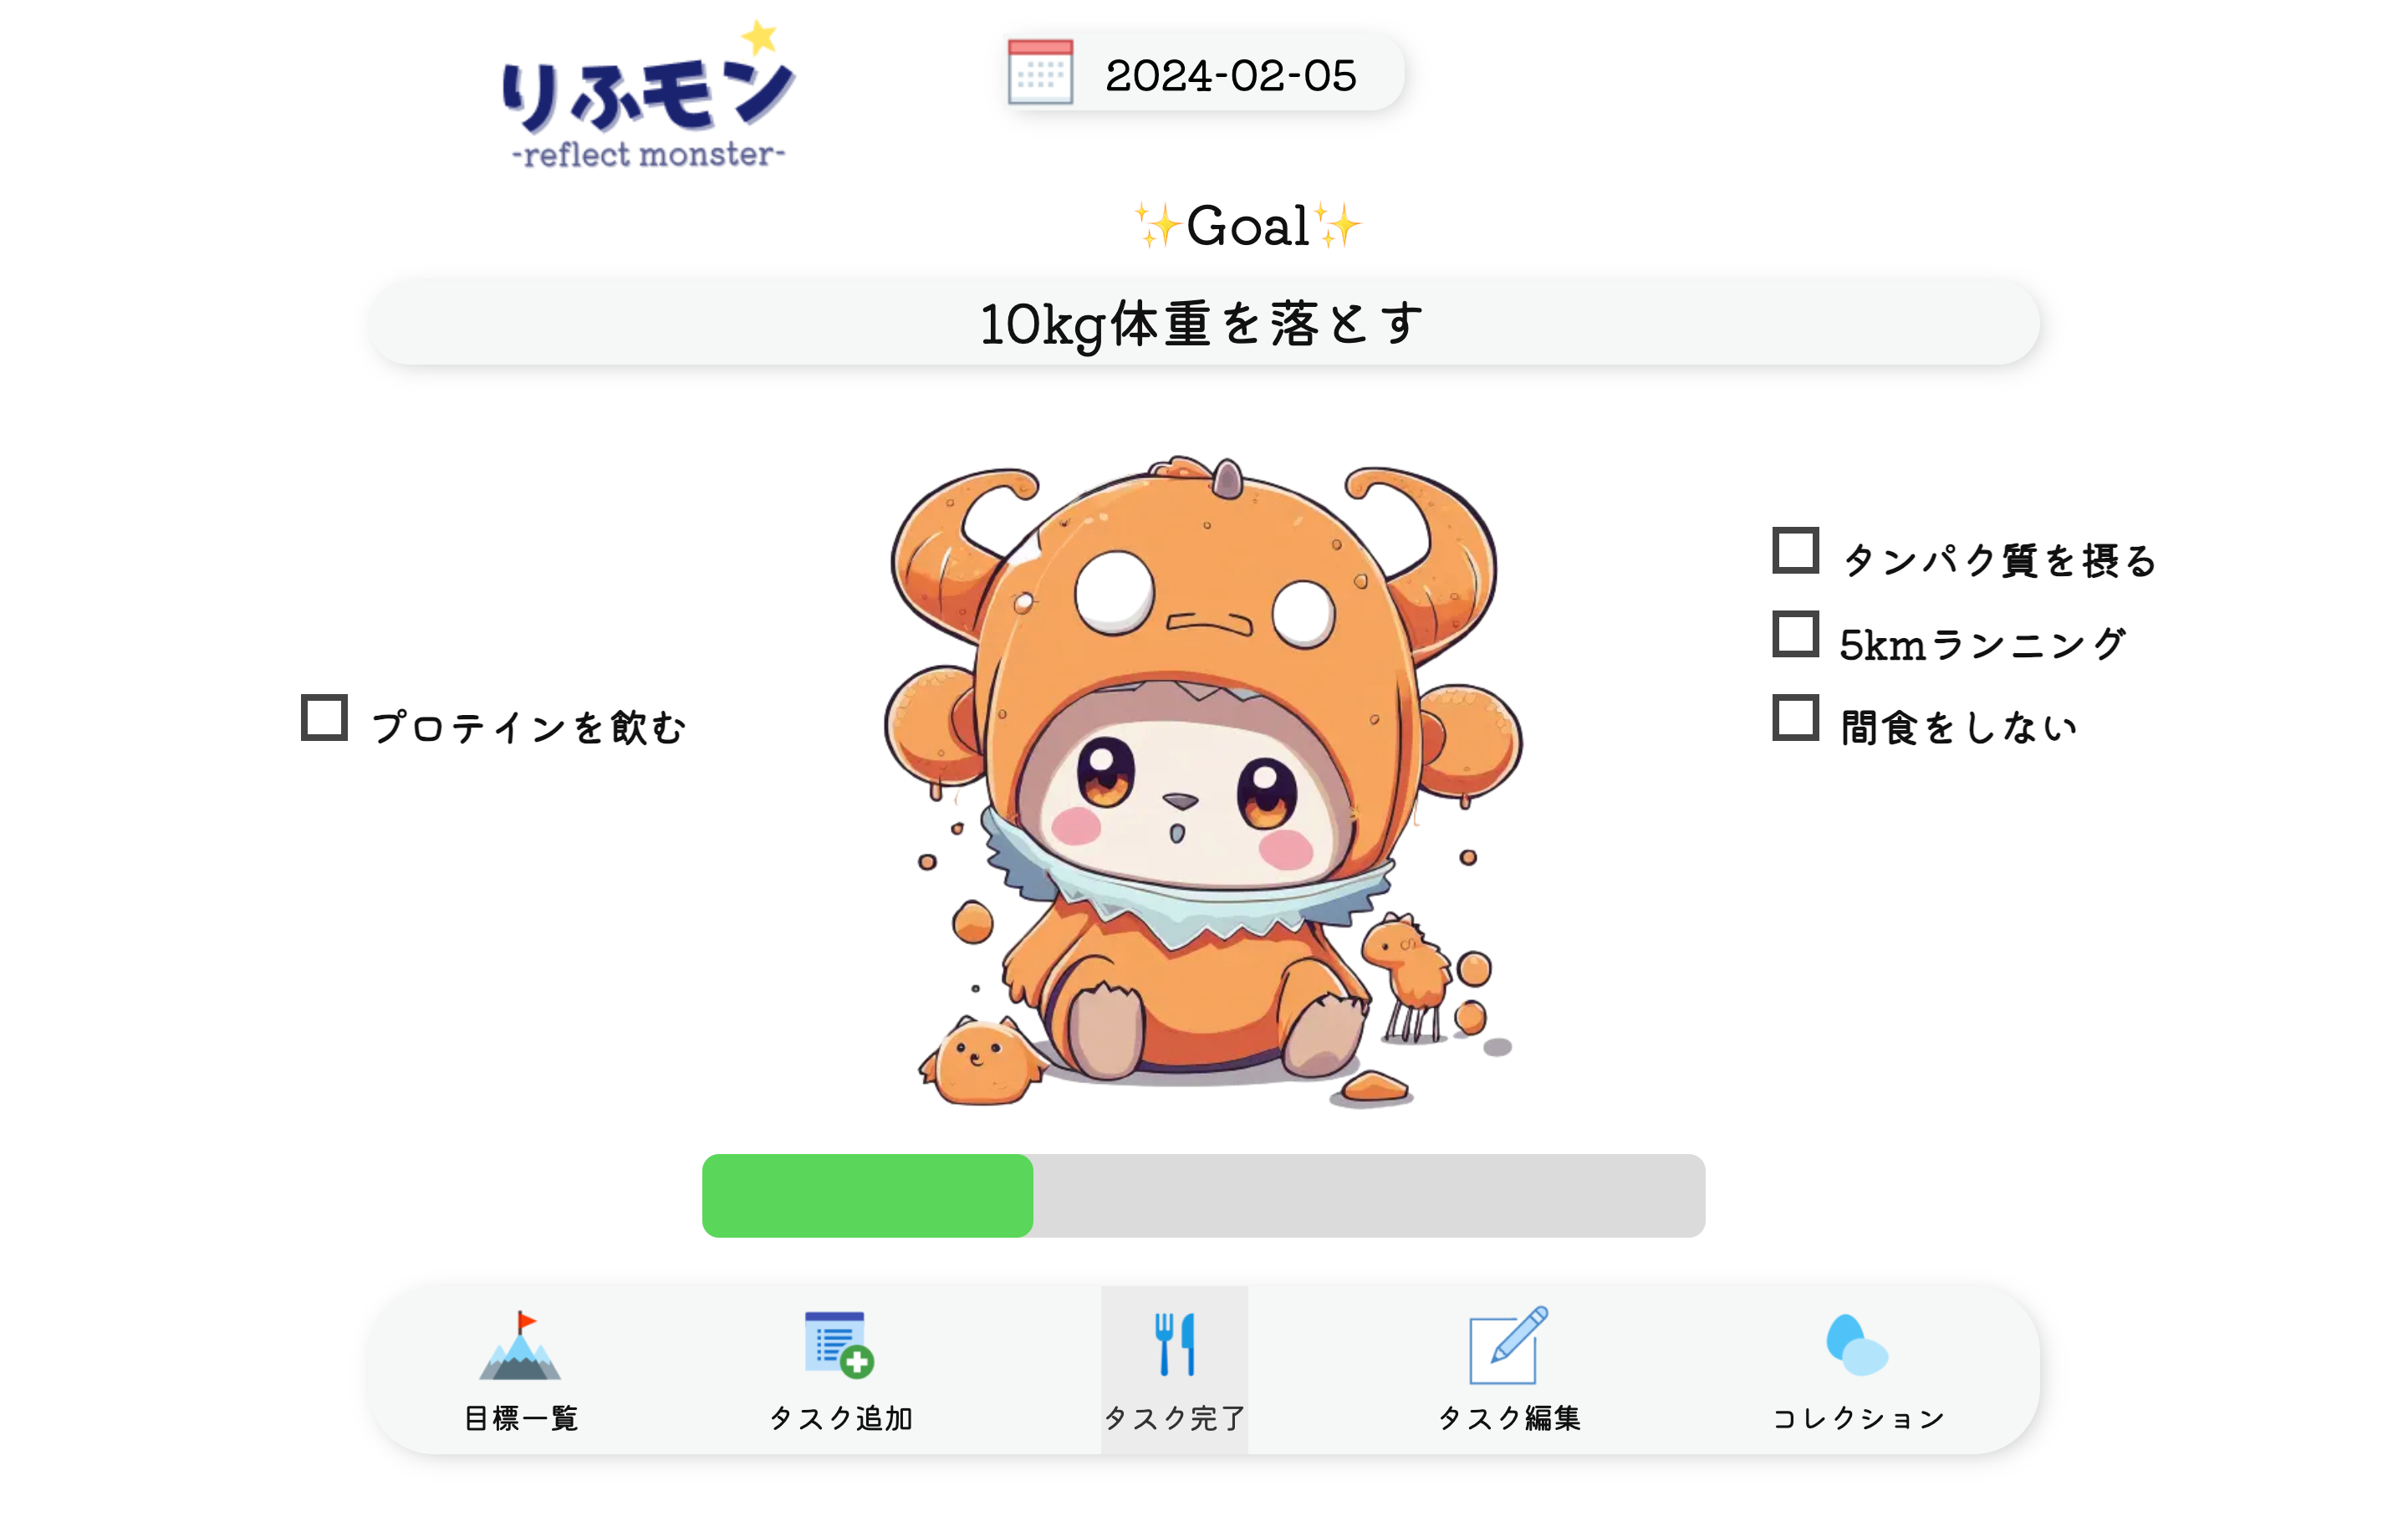 りふモン
-reflect monster-
2024-02-05
✨Goal✨
10kg体重を落とす
プロテインを飲む
タンパク質を摂る
5kmランニング
間食をしない
目標一覧
タスク追加
タスク完了
タスク編集
コレクション